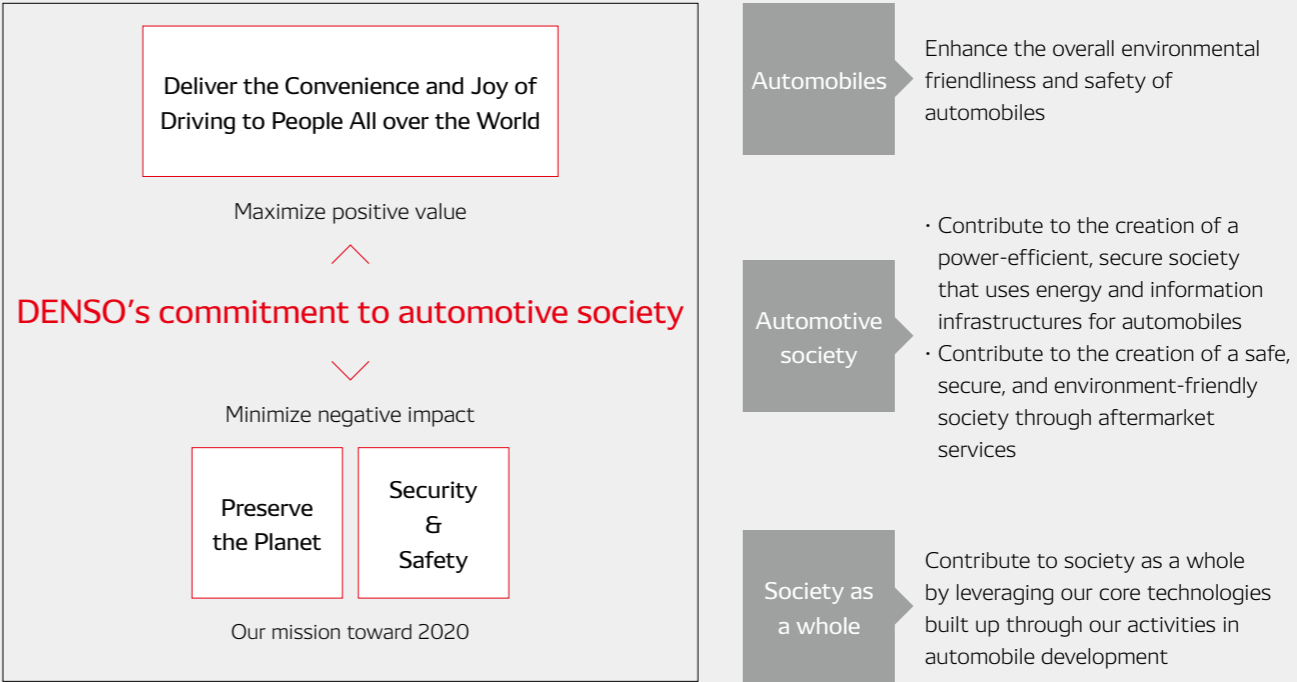 Deliver the Convenience and Joy of
Driving to People All over the World
Maximize positive value
DENSO's commitment to automotive society
Minimize negative impact
Preserve
the Planet
Security
&
Safety
Our mission toward 2020
Automobiles
Enhance the overall environmental
friendliness and safety of
automobiles
Automotive
society
・Contribute to the creation of a
power-efficient, secure society
that uses energy and information
infrastructures for automobiles
・Contribute to the creation of a safe,
secure, and environment-friendly
society through aftermarket
services
Society as
a whole
Contribute to society as a whole
by leveraging our core technologies
built up through our activities in
automobile development